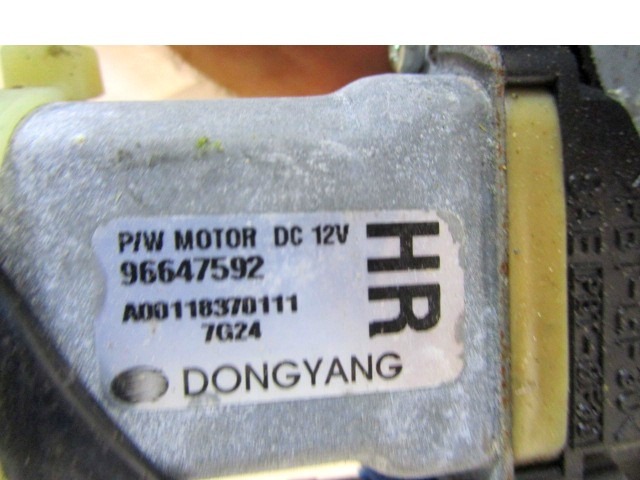 P/W MOTOR DC 12V
96647592
A00118370111
7G24
HR
DONGYANG